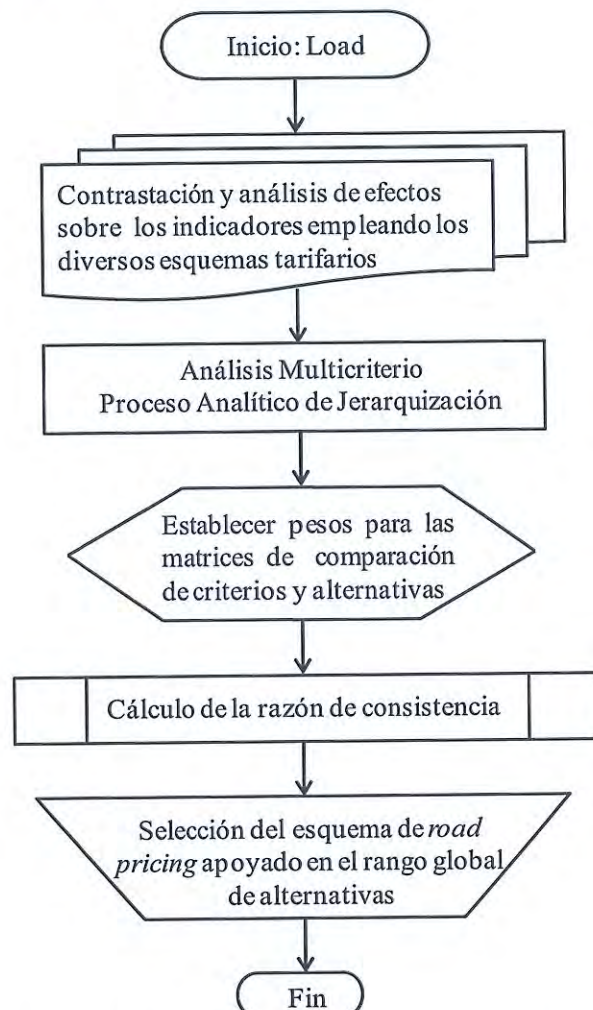 Inicio: Load
Contrastación y análisis de efectos
sobre los indicadores empleando los
diversos esquemas tarifarios
Análisis Multicriterio
Proceso Analítico de Jerarquización
Establecer pesos para las
matrices de comparación
de criterios y alternativas
Cálculo de la razón de consistencia
Selección del esquema de road
pricing apoyado en el rango global
de alternativas
Fin